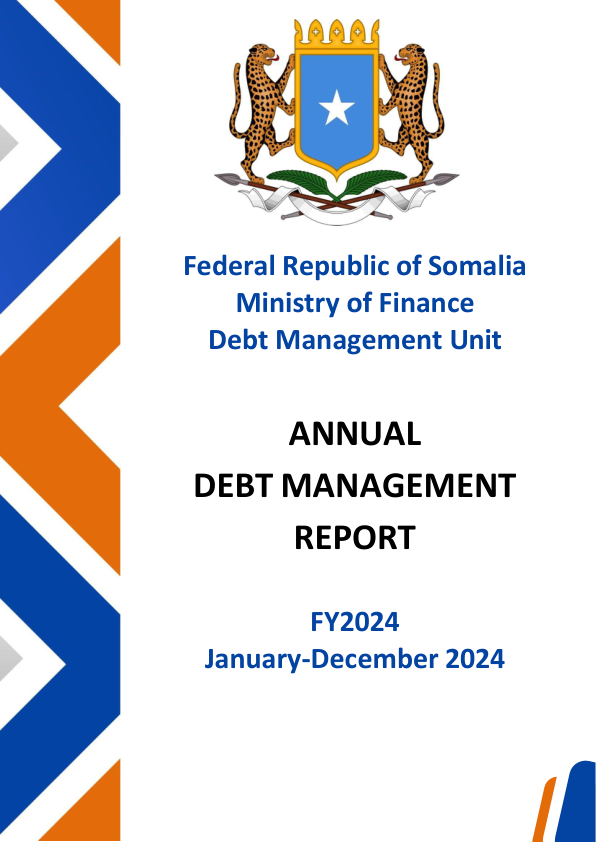 Federal Republic of Somalia
Ministry of Finance
Debt Management Unit
ANNUAL
DEBT MANAGEMENT
REPORT
FY2024
January-December 2024